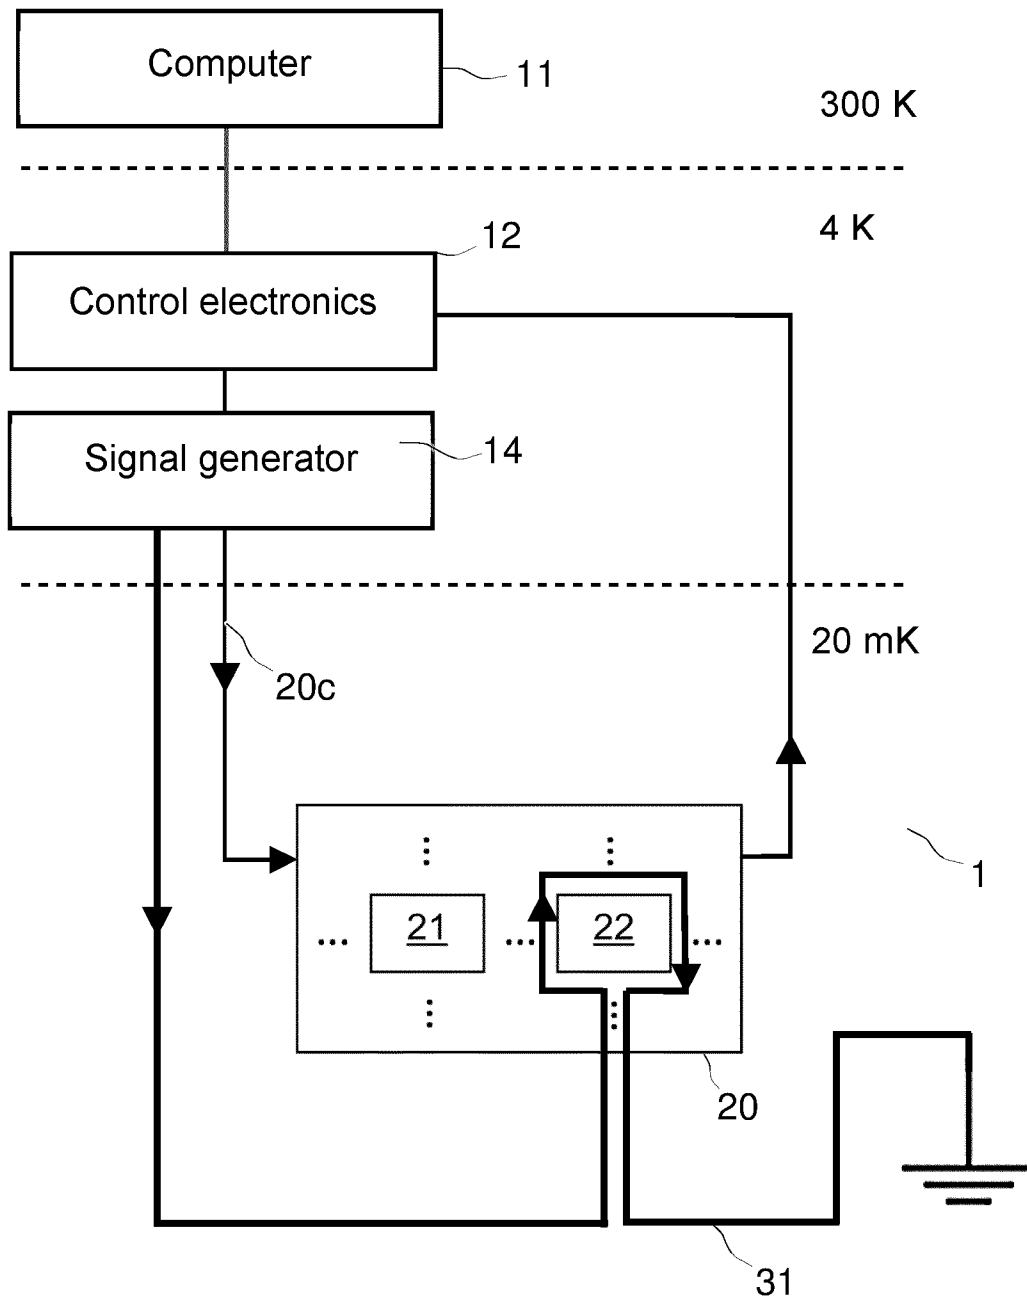 Computer
11
300 K
4 K
12
Control electronics
Signal generator
14
20 mK
20c
1
21
22
20
31